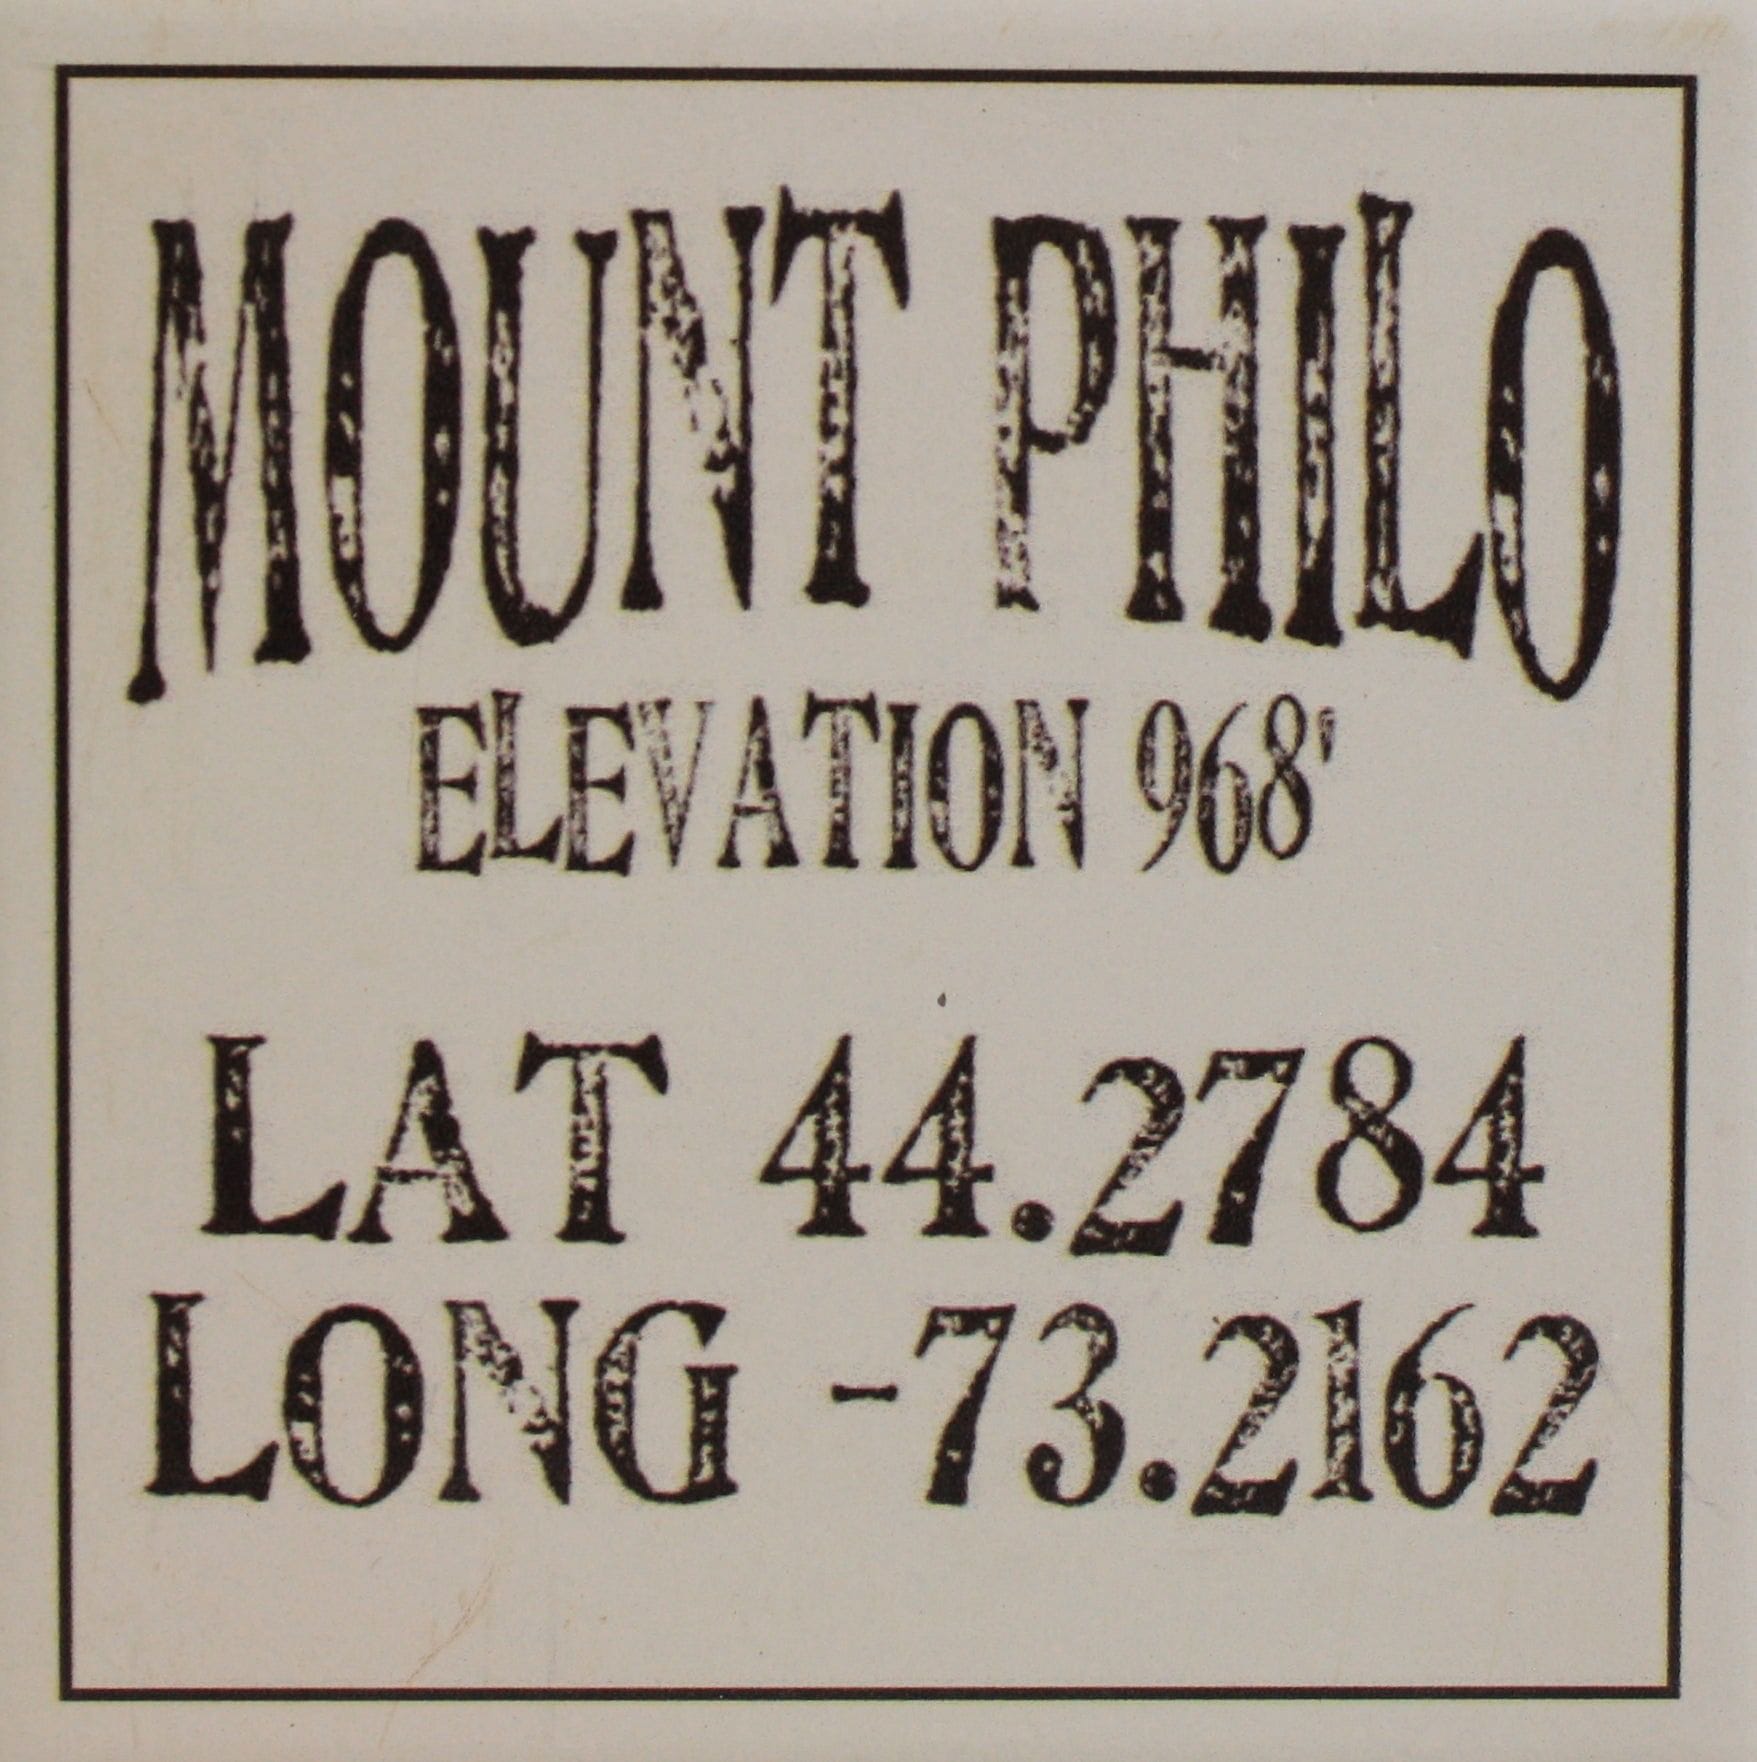 MOUNT PHILO
ELEVATION 968'
LAT 44.2784
LONG -73.2162